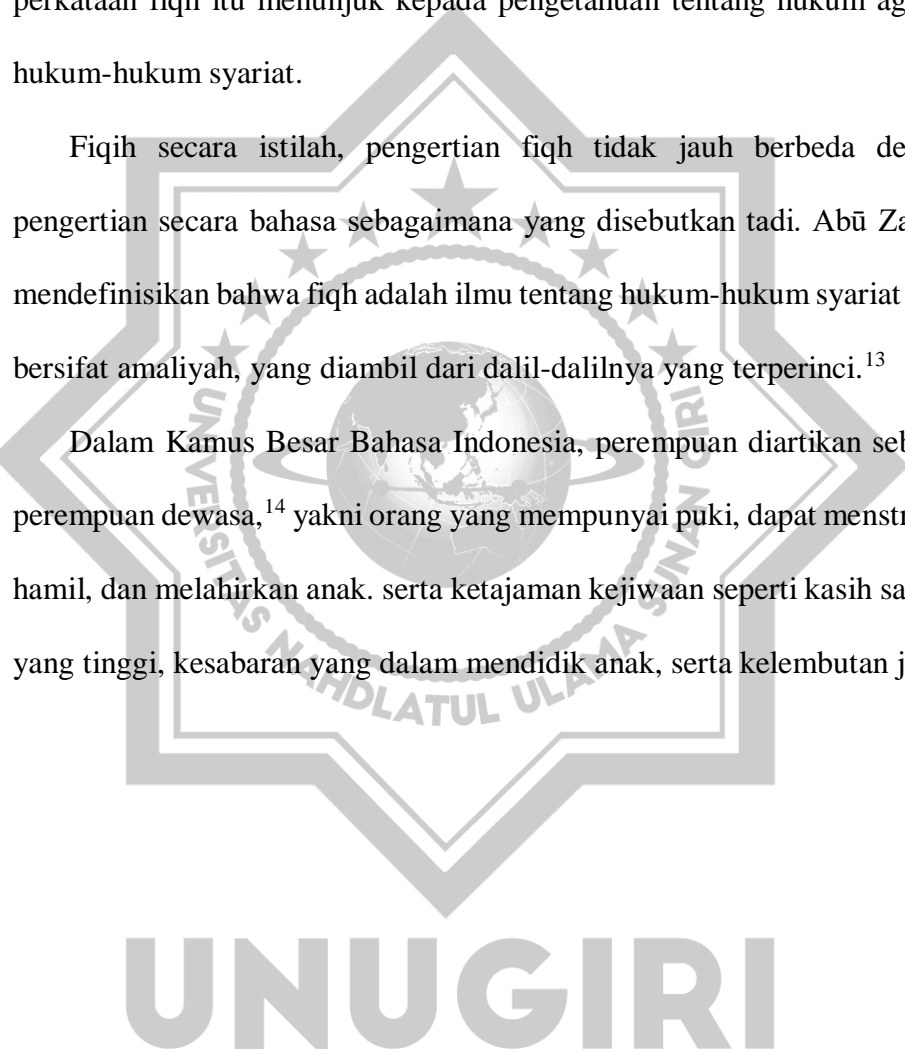 perkataan fiqh itu menunjuk kepada pengetahuan tentang hukum
hukum-hukum syariat.
Fiqih secara istilah, pengertian fiqh tidak jauh berbeda
pengertian secara bahasa sebagaimana yang disebutkan tadi. Abū
mendefinisikan bahwa fiqh adalah ilmu tentang hukum-hukum syariat
bersifat amaliyah, yang diambil dari dalil-dalilnya yang terperinci.13
Dalam Kamus Besar Bahasa Indonesia, perempuan diartikan
perempuan dewasa,14 yakni orang yang mempunyai puki, dapat
hamil, dan melahirkan anak. serta ketajaman kejiwaan seperti kasih
yang tinggi, kesabaran yang dalam mendidik anak, serta kelembutan
UNIVERSITAS NAHDLATUL ULAMA SUNAN GIRI
UNUGIRI